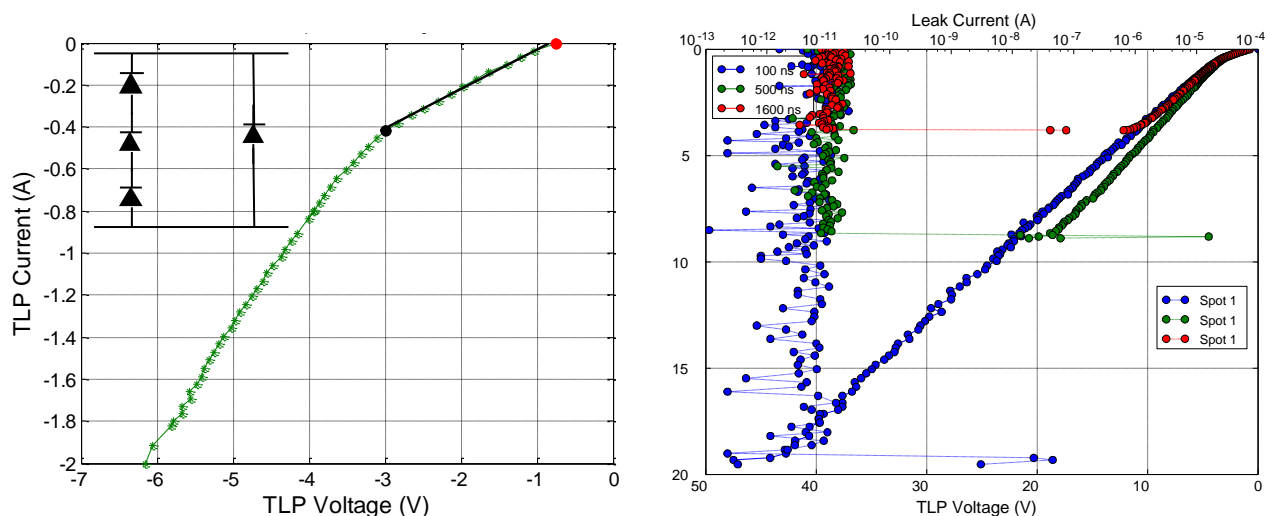 0
-0.2
-0.4
-0.6
-0.8
-1
-1.2
-1.4
-1.6
-1.8
-2
TLP Current (A)
-7 -6 -5 -4 -3 -2 -1 0
TLP Voltage (V)
Leak Current (A)
10-13 10-12 10-11 10-10 10-9 10-8 10-7 10-6 10-5 10-4
0
5
10
15
20
100 ns
500 ns
1600 ns
Spot 1
Spot 1
Spot 1
50 40 30 20 10 0
TLP Voltage (V)